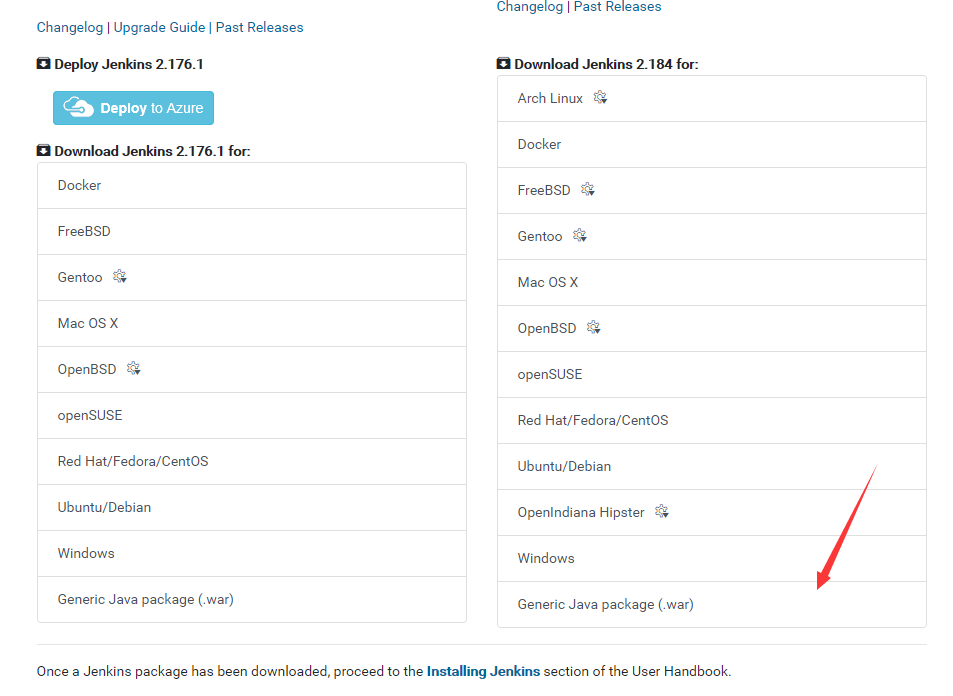 Changelog | Upgrade Guide | Past Releases
Deploy Jenkins 2.176.1
Deploy to Azure
Download Jenkins 2.176.1 for:
Docker
FreeBSD
Gentoo
Mac OS X
OpenBSD
openSUSE
Red Hat/Fedora/CentOS
Ubuntu/Debian
Windows
Generic Java package (.war)
Changelog | Past Releases
Download Jenkins 2.184 for:
Arch Linux
Docker
FreeBSD
Gentoo
Mac OS X
OpenBSD
openSUSE
Red Hat/Fedora/CentOS
Ubuntu/Debian
OpenIndiana Hipster
Windows
Generic Java package (.war)
Once a Jenkins package has been downloaded, proceed to the Installing Jenkins section of the User Handbook.